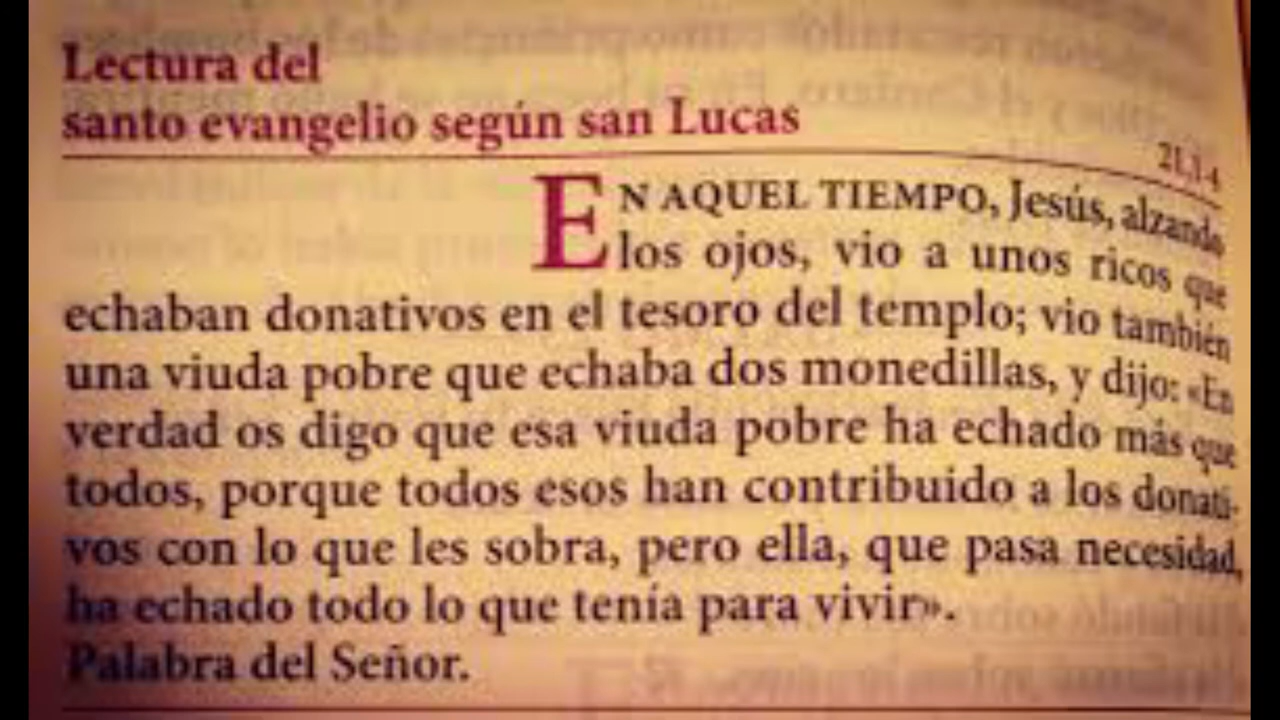 Lectura del
santo evangelio según san Lucas
21,1-4
EN AQUEL TIEMPO, Jesús, alzando
los ojos, vio a unos ricos que
echaban donativos en el tesoro del templo; vio también
una viuda pobre que echaba dos monedillas, y dijo: «En
verdad os digo que esa viuda pobre ha echado más que
todos, porque todos esos han contribuido a los donati-
vos con lo que les sobra, pero ella, que pasa necesidad,
ha echado todo lo que tenía para vivir».
Palabra del Señor.